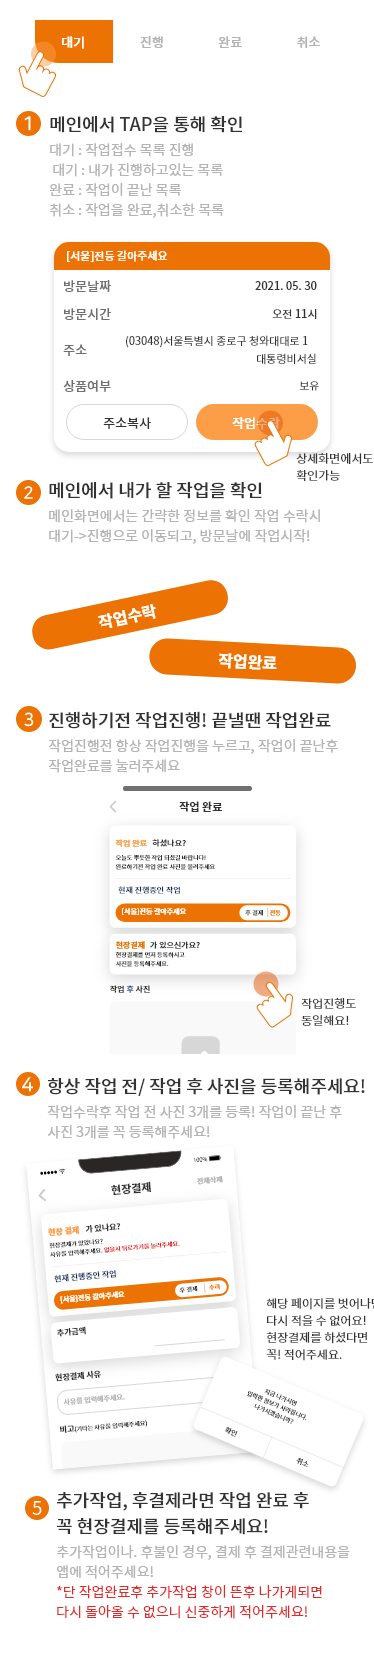 대기 진행 완료 취소
1 메인에서 TAP을 통해 확인
대기 : 작업접수 목록 진행
대기 : 내가 진행하고있는 목록
완료 : 작업이 끝난 목록
취소 : 작업을 완료,취소한 목록
[서울]전등 갈아주세요
방문날짜 2021. 05. 30
방문시간 오전 11시
주소 (03048)서울특별시 종로구 청와대대로 1
대통령비서실
상품여부 보유
주소복사 작업수락
상세화면에서도
확인가능
2 메인에서 내가 할 작업을 확인
메인화면에서는 간략한 정보를 확인 작업 수락시
대기->진행으로 이동되고, 방문날에 작업시작!
작업수락
작업완료
3 진행하기전 작업진행! 끝낼땐 작업완료
작업진행전 항상 작업진행을 누르고, 작업이 끝난후
작업완료를 눌러주세요
작업 완료
작업 완료 하셨나요?
오늘도 뿌듯한 작업 되셨길 바랍니다!
완료하기전 작업 완료 사진을 올려주세요
현재 진행중인 작업
[서울]전등 갈아주세요 후 결제 전등
현장결제 가 있으신가요?
현장결제를 먼저 등록하시고
사진을 등록해주세요.
작업 후 사진
작업진행도
동일해요!
4 항상 작업 전/ 작업 후 사진을 등록해주세요!
작업수락후 작업 전 사진 3개를 등록! 작업이 끝난 후
사진 3개를 꼭 등록해주세요!
100%
현장결제 전체삭제
현장 결제 가 있나요?
현장결제가 있었나요?
사유를 입력해주세요. 없을시 뒤로가기를 눌러주세요.
현재 진행중인 작업
[서울]전등 갈아주세요 후 결제 수리
추가금액
현장결제 사유
사유를 입력해주세요.
비고(기타는 사유를 입력해주세요)
해당 페이지를 벗어나면
다시 적을 수 없어요!
현장결제를 하셨다면
꼭! 적어주세요.
지금 나가시면
입력한 정보가 사라집니다.
나가시겠습니까?
확인 취소
5 추가작업, 후결제라면 작업 완료 후
꼭 현장결제를 등록해주세요!
추가작업이나. 후불인 경우, 결제 후 결제관련내용을
앱에 적어주세요!
*단 작업완료후 추가작업 창이 뜬후 나가게되면
다시 돌아올 수 없으니 신중하게 적어주세요!